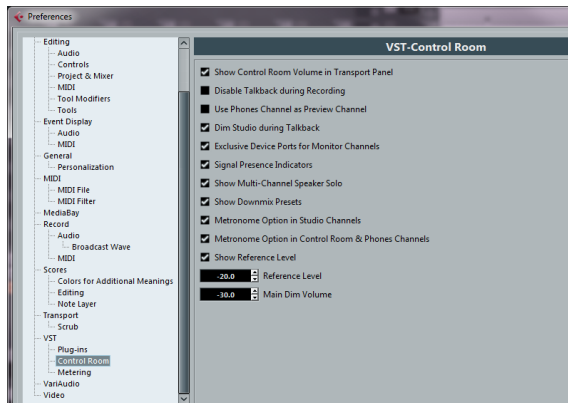 Preferences
Editing
Audio
Controls
Project & Mixer
MIDI
Tool Modifiers
Tools
Event Display
Audio
MIDI
General
Personalization
MIDI
MIDI File
MIDI Filter
MediaBay
Record
Audio
Broadcast Wave
MIDI
Scores
Colors for Additional Meanings
Editing
Note Layer
Transport
Scrub
VST
Plug-ins
Control Room
Metering
VariAudio
Video
VST-Control Room
Show Control Room Volume in Transport Panel
Disable Talkback during Recording
Use Phones Channel as Preview Channel
Dim Studio during Talkback
Exclusive Device Ports for Monitor Channels
Signal Presence Indicators
Show Multi-Channel Speaker Solo
Show Downmix Presets
Metronome Option in Studio Channels
Metronome Option in Control Room & Phones Channels
Show Reference Level
-20.0 Reference Level
-30.0 Main Dim Volume